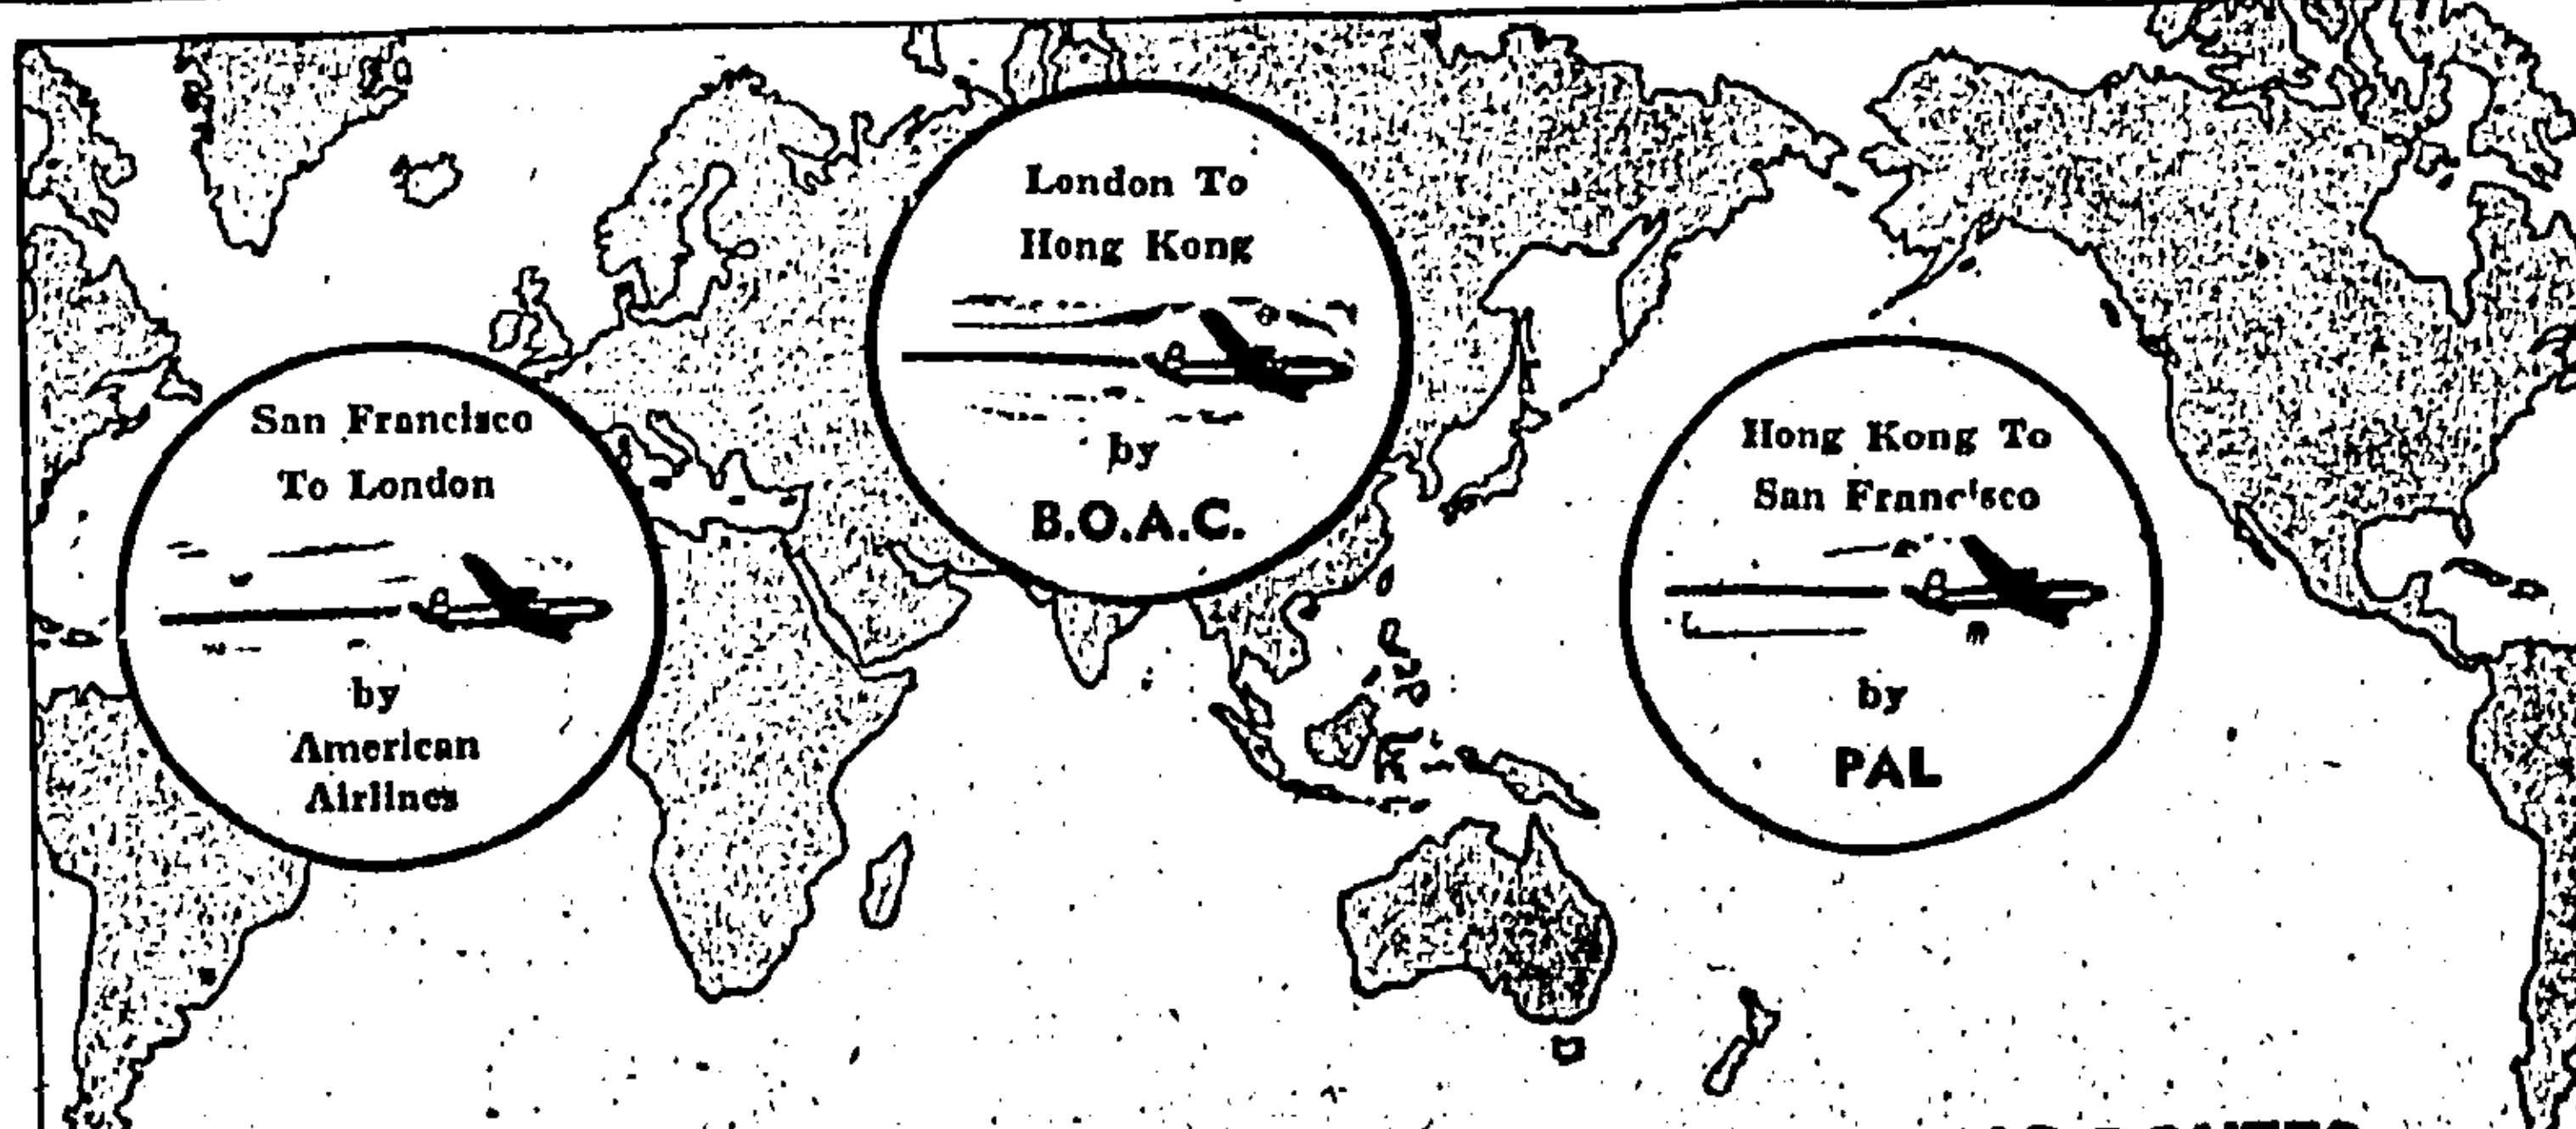 San Francisco
To London
by
American
Airlines
London To
Hong Kong
by
B.O.A.C.
Hong Kong To
San Francisco
by
PAL